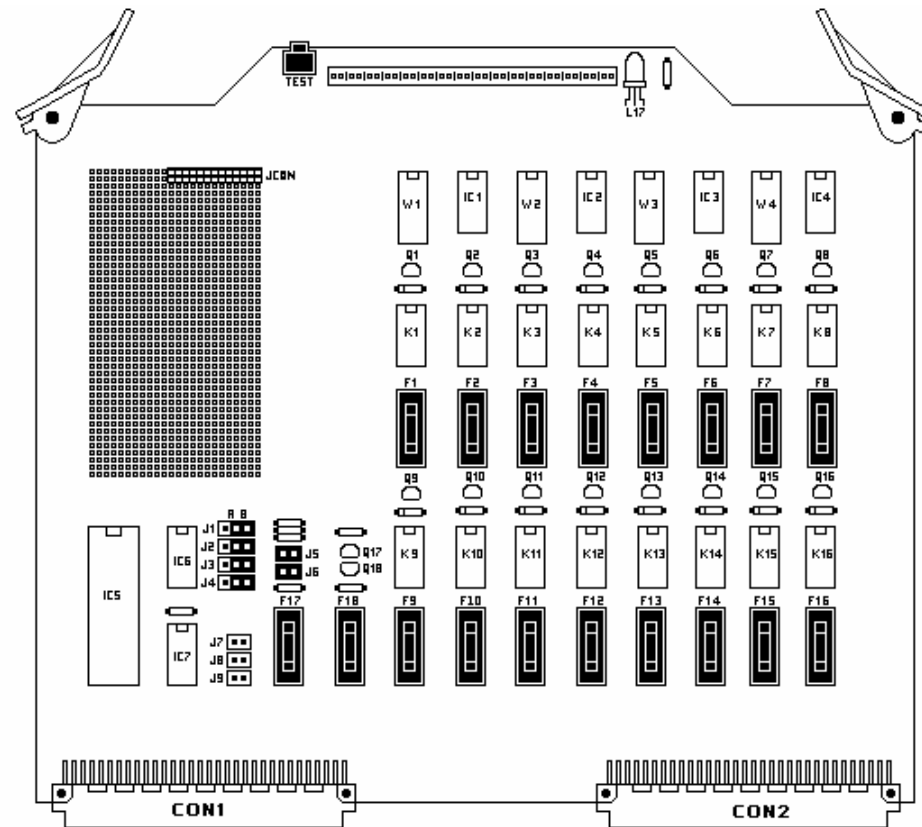 TEST
L17
JCON
W1 IC1 W2 IC2 W3 IC3 W4 IC4
Q1 Q2 Q3 Q4 Q5 Q6 Q7 Q8
K1 K2 K3 K4 K5 K6 K7 K8
F1 F2 F3 F4 F5 F6 F7 F8
Q9 Q10 Q11 Q12 Q13 Q14 Q15 Q16
A B
J1
J2
J3
J4
J5
J6
Q17
Q18
IC5
IC6
K9 K10 K11 K12 K13 K14 K15 K16
F17 F18 F9 F10 F11 F12 F13 F14 F15 F16
IC7
J7
J8
J9
CON1 CON2